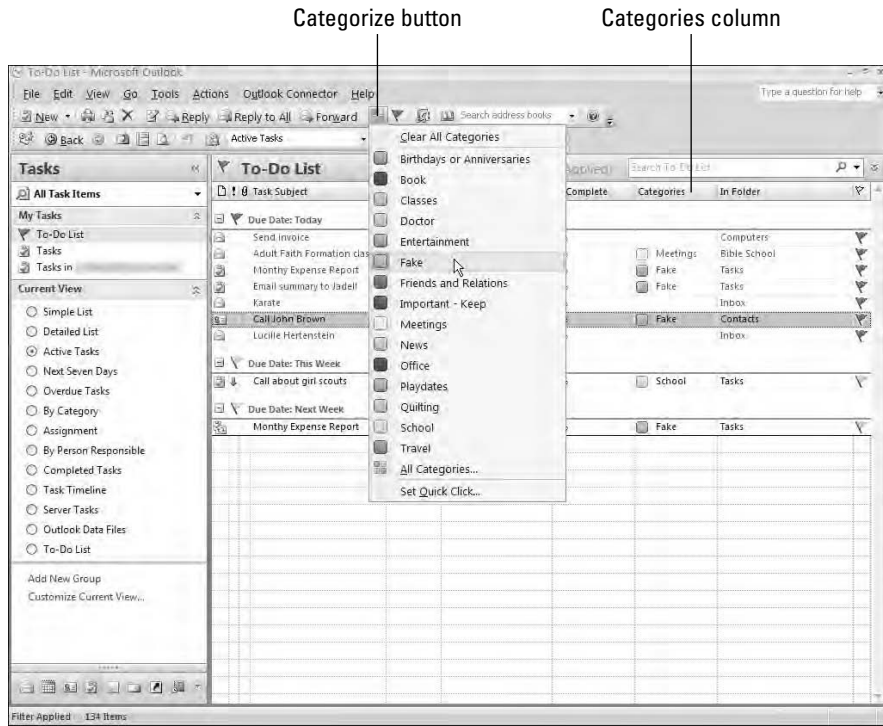 Categorize button
Categories column
To-Do List - Microsoft Outlook
File Edit View Go Tools Actions Outlook Connector Help
Type a question for help
New Reply Reply to All Forward Search address books
Back Active Tasks
Tasks
All Task Items
My Tasks
To-Do List
Tasks
Tasks in
Current View
Simple List
Detailed List
Active Tasks
Next Seven Days
Overdue Tasks
By Category
Assignment
By Person Responsible
Completed Tasks
Task Timeline
Server Tasks
Outlook Data Files
To-Do List
Add New Group
Customize Current View...
To-Do List
Applied) Search To-Do List
Task Subject Complete Categories In Folder
Due Date: Today
Send invoice Computers
Adult Faith Formation clas Meetings Bible School
Monthy Expense Report Fake Tasks
Email summary to Jadell Fake Tasks
Karate Inbox
Call John Brown Fake Contacts
Lucille Hertenstein Inbox
Due Date: This Week
Call about girl scouts School Tasks
Due Date: Next Week
Monthy Expense Report Fake Tasks
Clear All Categories
Birthdays or Anniversaries
Book
Classes
Doctor
Entertainment
Fake
Friends and Relations
Important - Keep
Meetings
News
Office
Playdates
Quilting
School
Travel
All Categories...
Set Quick Click...
Filter Applied 134 Items